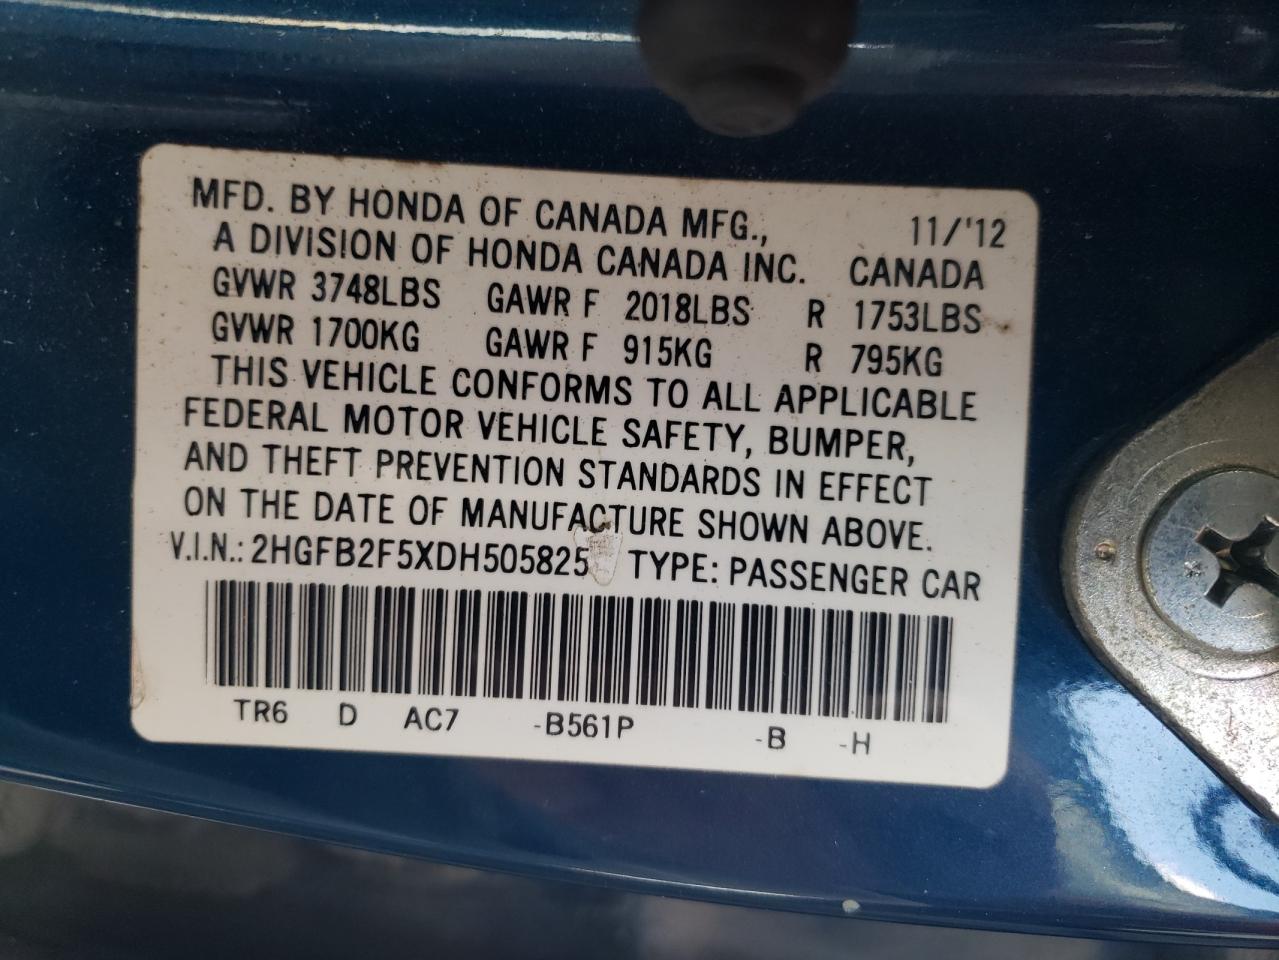 MFD. BY HONDA OF CANADA MFG., 11/'12
A DIVISION OF HONDA CANADA INC. CANADA
GVWR 3748LBS GAWR F 2018LBS R 1753LBS
GVWR 1700KG GAWR F 915KG R 795KG
THIS VEHICLE CONFORMS TO ALL APPLICABLE
FEDERAL MOTOR VEHICLE SAFETY, BUMPER,
AND THEFT PREVENTION STANDARDS IN EFFECT
ON THE DATE OF MANUFACTURE SHOWN ABOVE.
V.I.N.: 2HGFB2F5XDH505825 TYPE: PASSENGER CAR
TR6 D AC7 -B561P -B -H